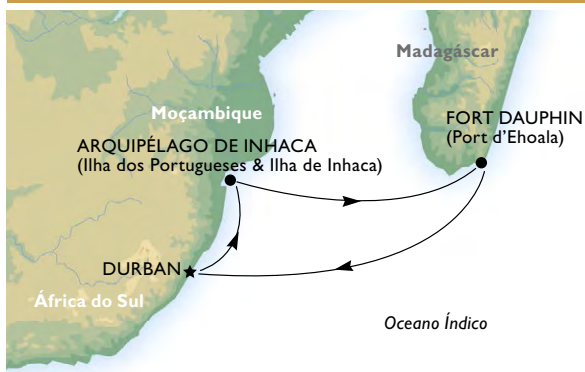 Madagáscar
FORT DAUPHIN
(Port d'Ehoala)
Moçambique
ARQUIPÉLAGO DE INHACA
(Ilha dos Portugueses & Ilha de Inhaca)
DURBAN
África do Sul
Oceano Índico